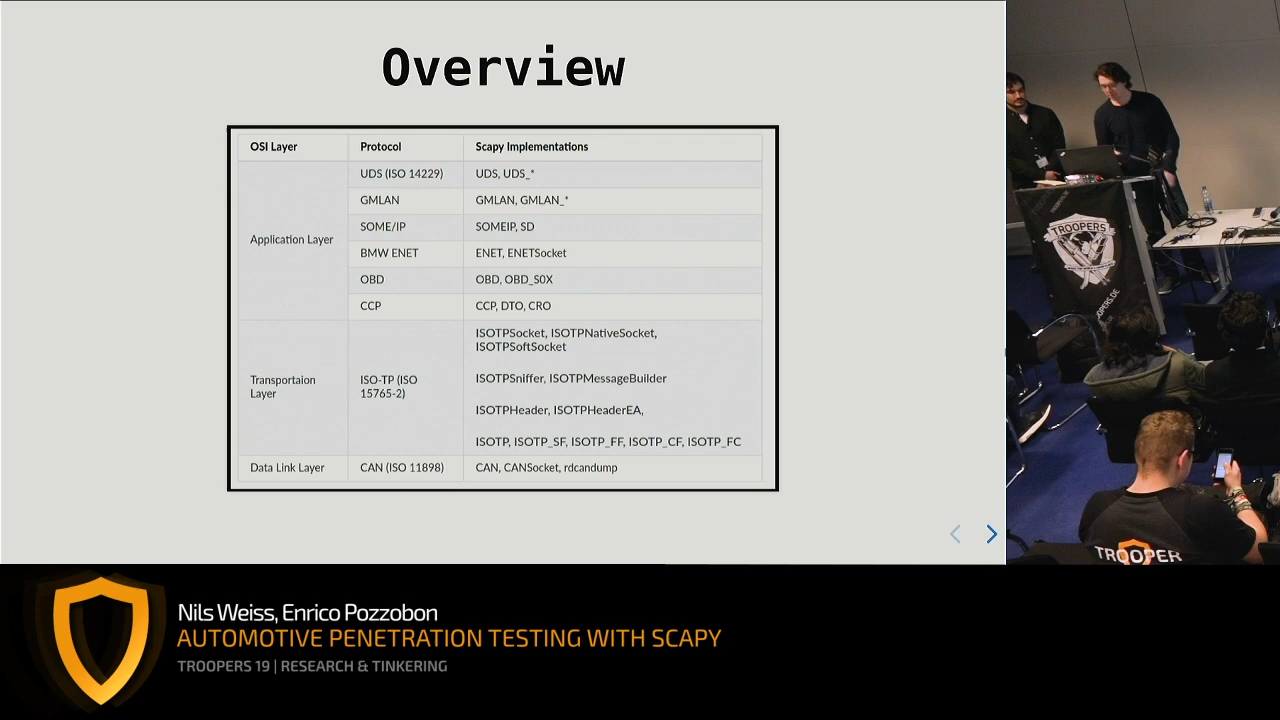 Overview
OSI Layer Protocol Scapy Implementations
Application Layer
UDS (ISO 14229) UDS, UDS_*
GMLAN GMLAN, GMLAN_*
SOME/IP SOMEIP, SD
BMW ENET ENET, ENETSocket
OBD OBD, OBD_S0X
CCP CCP, DTO, CRO
Transportaion
Layer
ISO-TP (ISO
15765-2)
ISOTPSocket, ISOTPNativeSocket,
ISOTPSoftSocket
ISOTPSniffer, ISOTPMessageBuilder
ISOTPHeader, ISOTPHeaderEA,
ISOTP, ISOTP_SF, ISOTP_FF, ISOTP_CF, ISOTP_FC
Data Link Layer CAN (ISO 11898) CAN, CANSocket, rdcandump
TROOPERS
TROOPER
Nils Weiss, Enrico Pozzobon
AUTOMOTIVE PENETRATION TESTING WITH SCAPY
TROOPERS 19 | RESEARCH & TINKERING